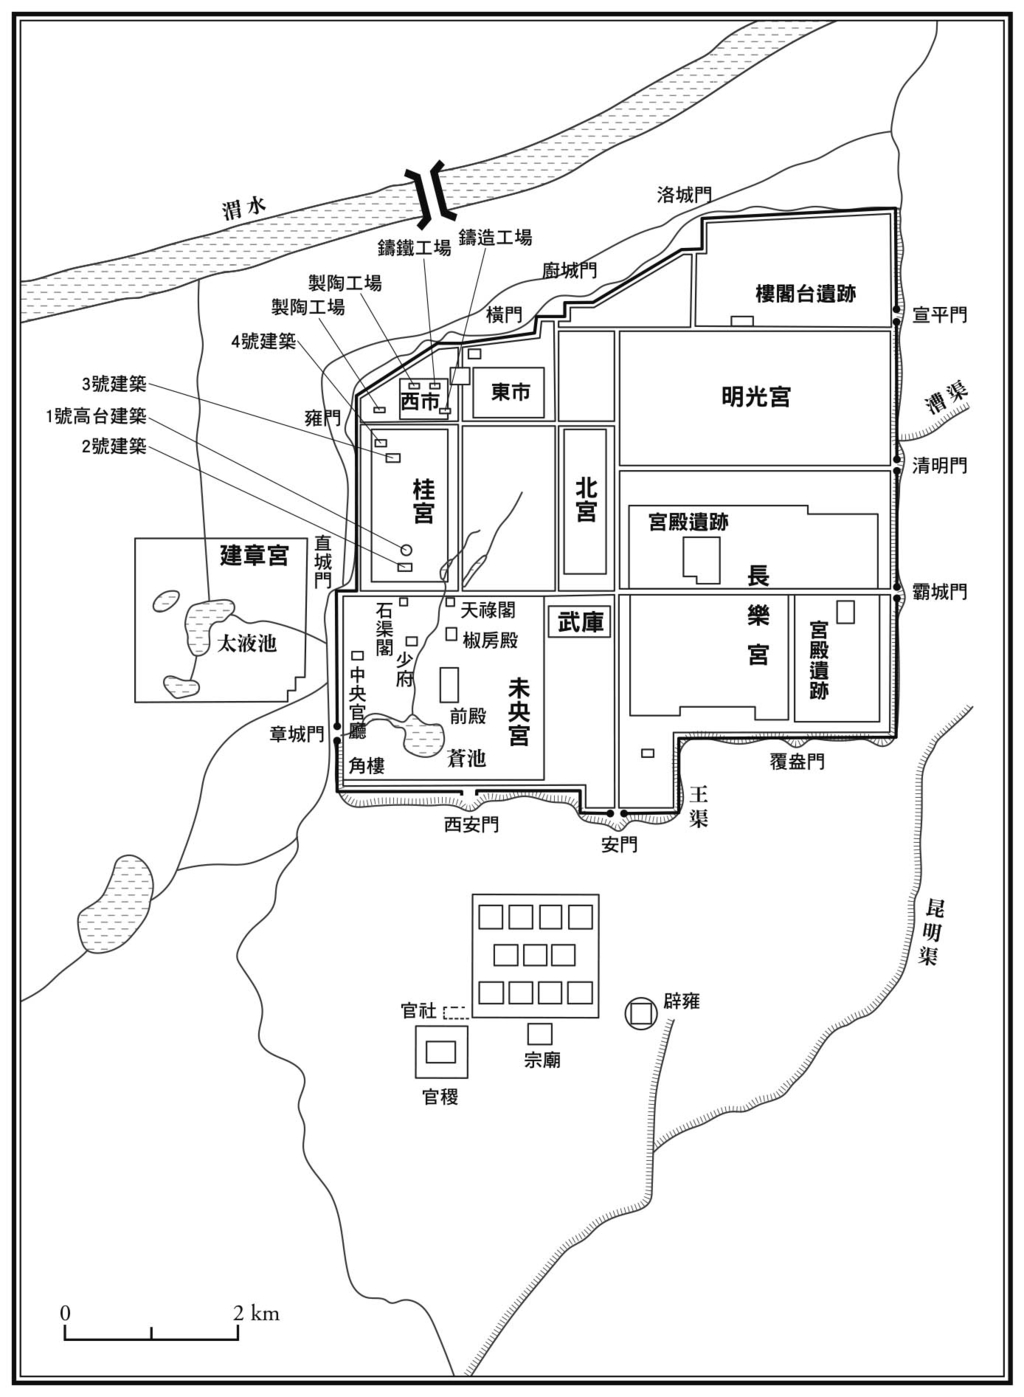 渭水
洛城門
鑄造工場
鑄鐵工場
廚城門
製陶工場
樓閣台遺跡
製陶工場
橫門
宣平門
4號建築
3號建築
東市
明光宮
漕渠
西市
1號高台建築
雍門
2號建築
清明門
桂宮
北宮
宮殿遺跡
建章宮
直城門
長樂宮
霸城門
石渠閣
天祿閣
武庫
太液池
椒房殿
宮殿遺跡
少府
中央官廳
未央宮
前殿
章城門
蒼池
角樓
覆盎門
王渠
西安門
安門
昆明渠
官社
辟雍
宗廟
官稷
0
2 km